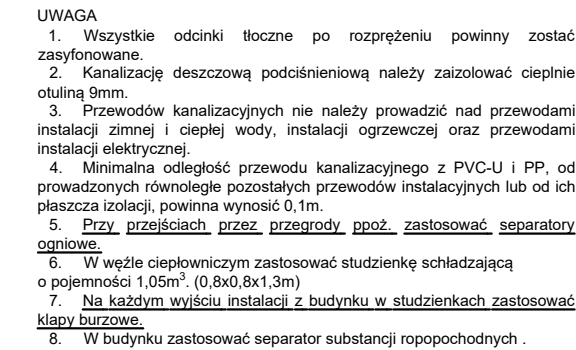 UWAGA
1. Wszystkie odcinki tłoczne po rozprężeniu powinny zostać
zasyfonowane.
2. Kanalizację deszczową podciśnieniową należy zaizolować cieplnie
otuliną 9mm.
3. Przewodów kanalizacyjnych nie należy prowadzić nad przewodami
instalacji zimnej i ciepłej wody, instalacji ogrzewczej oraz przewodami
instalacji elektrycznej.
4. Minimalna odległość przewodu kanalizacyjnego z PVC-U i PP, od
prowadzonych równoległe pozostałych przewodów instalacyjnych lub od ich
płaszcza izolacji, powinna wynosić 0,1m.
5. Przy przejściach przez przegrody ppoż. zastosować separatory
ogniowe.
6. W węźle ciepłowniczym zastosować studzienkę schładzającą
o pojemności 1,05m³. (0,8x0,8x1,3m)
7. Na każdym wyjściu instalacji z budynku w studzienkach zastosować
klapy burzowe.
8. W budynku zastosować separator substancji ropopochodnych .